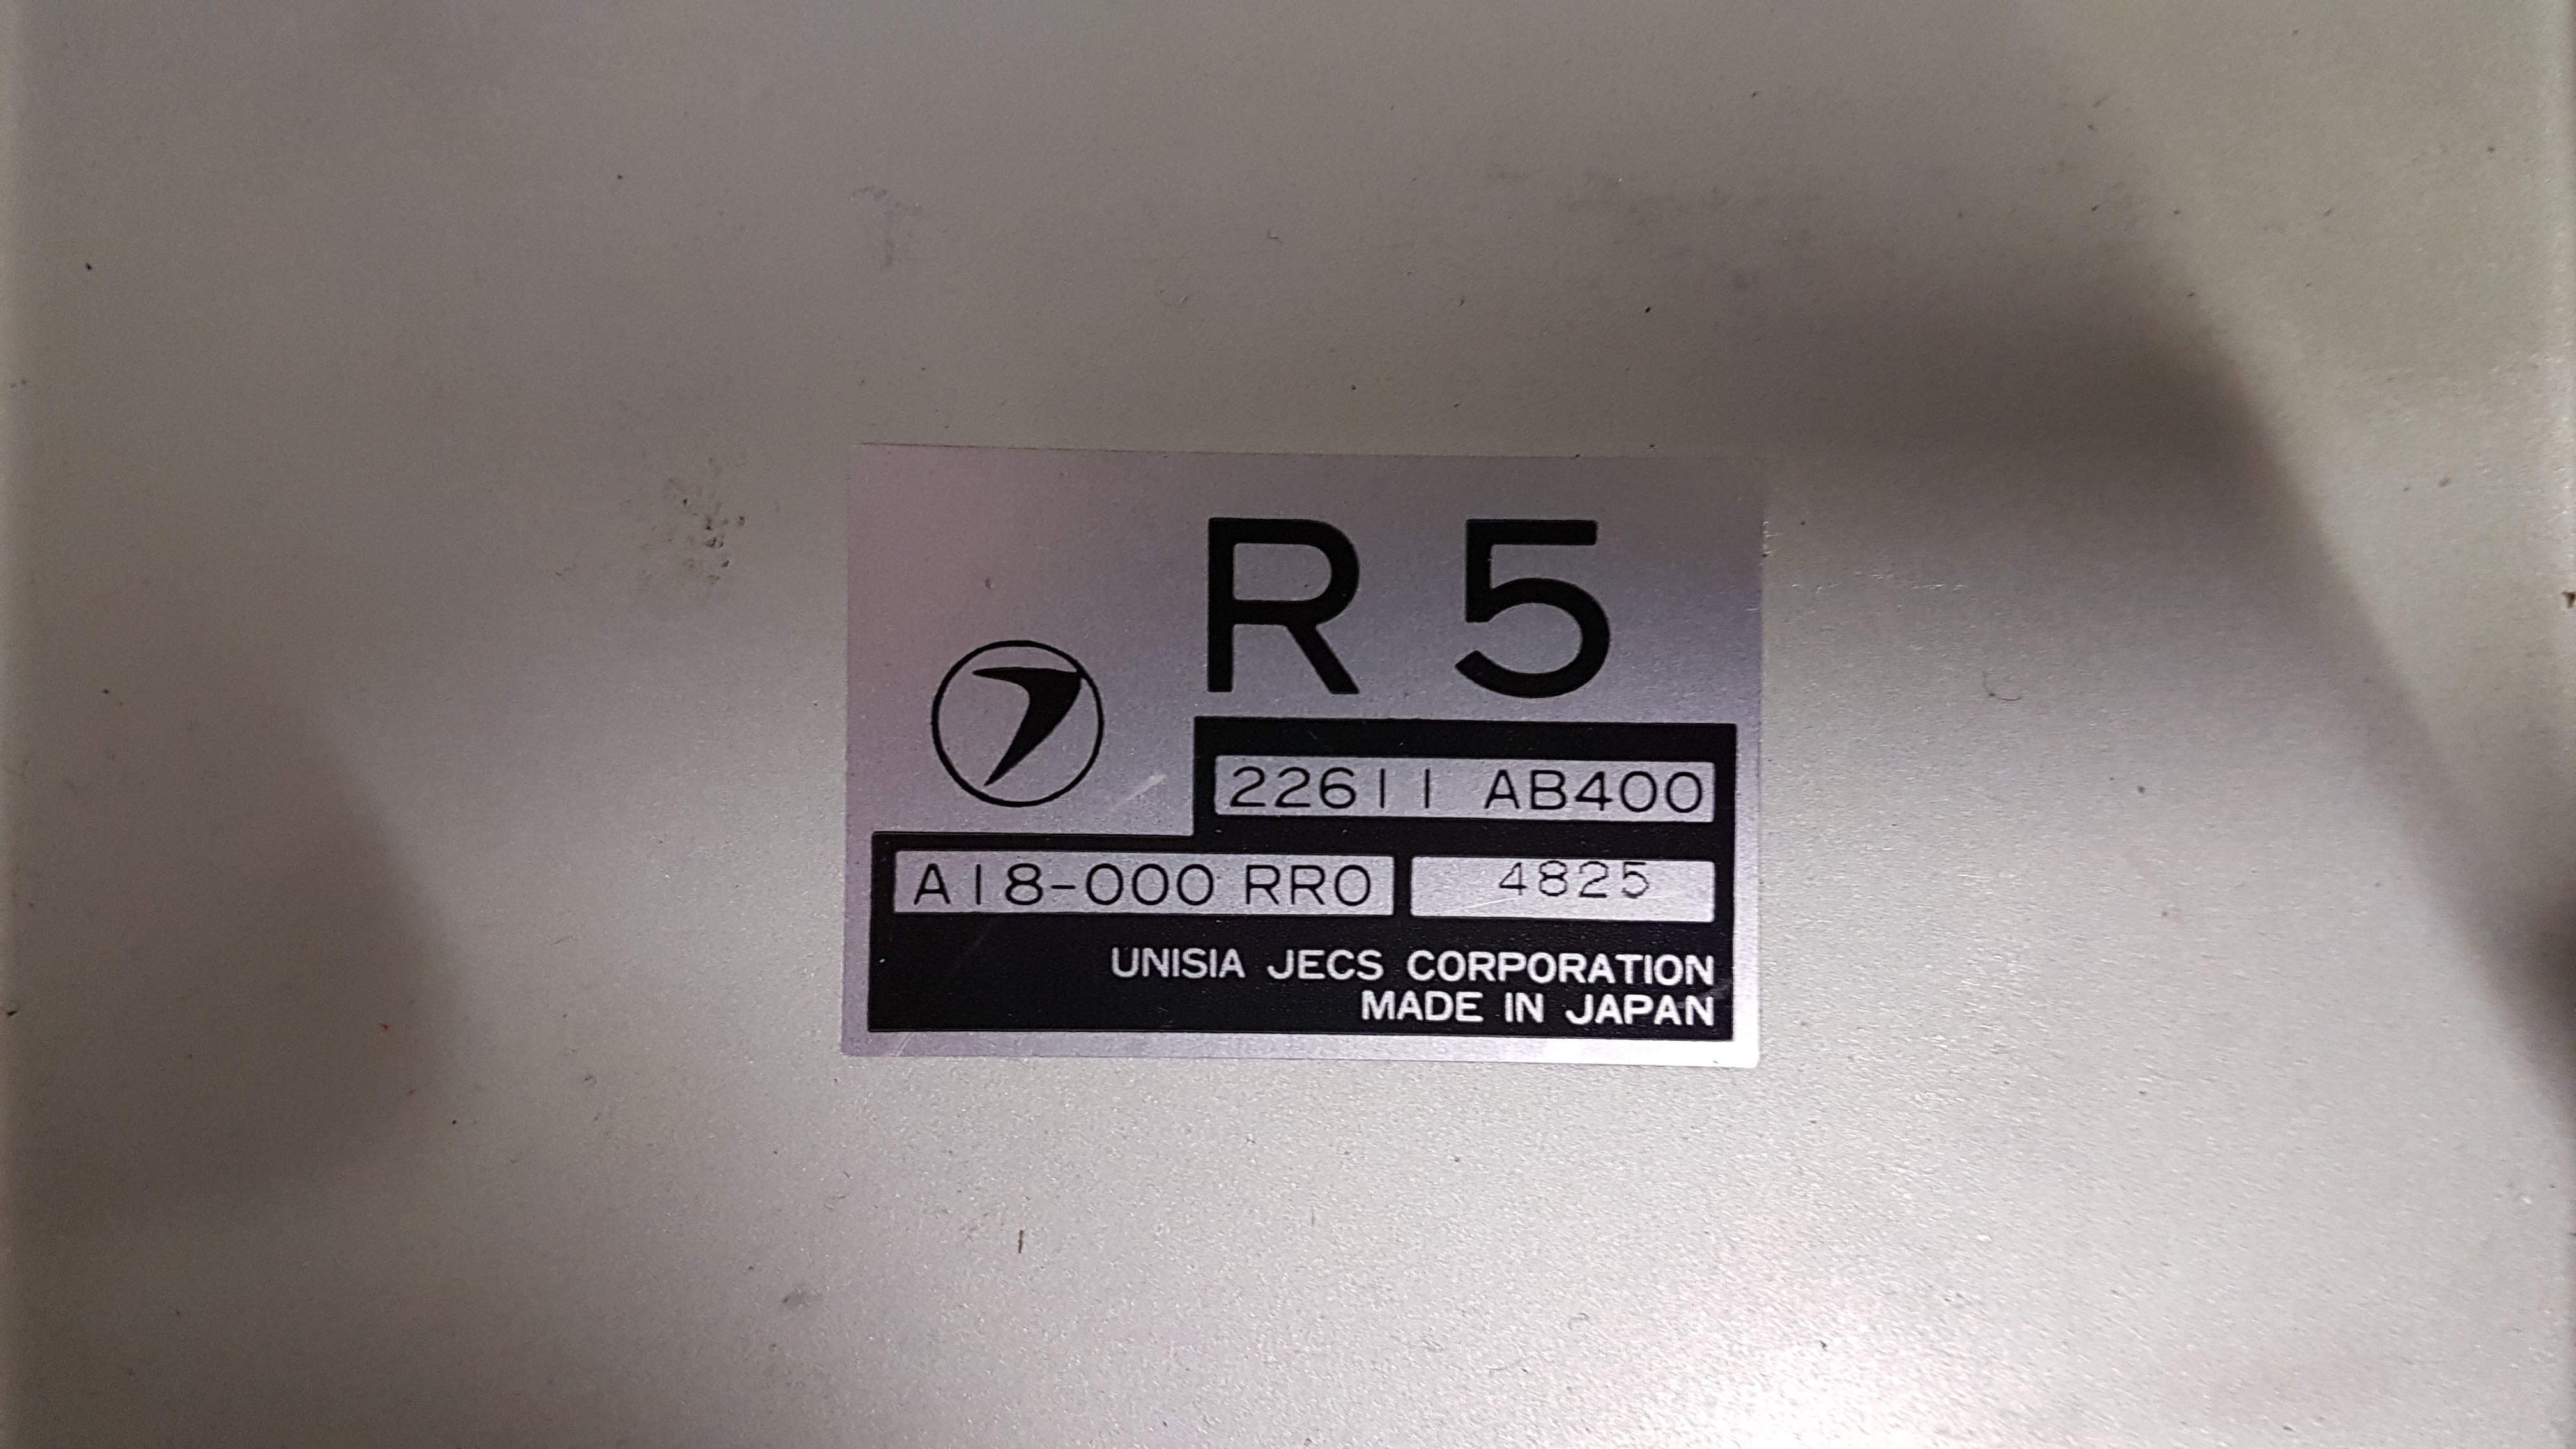 R 5
22611 AB400
A18-000 RR0 4825
UNISIA JECS CORPORATION
MADE IN JAPAN